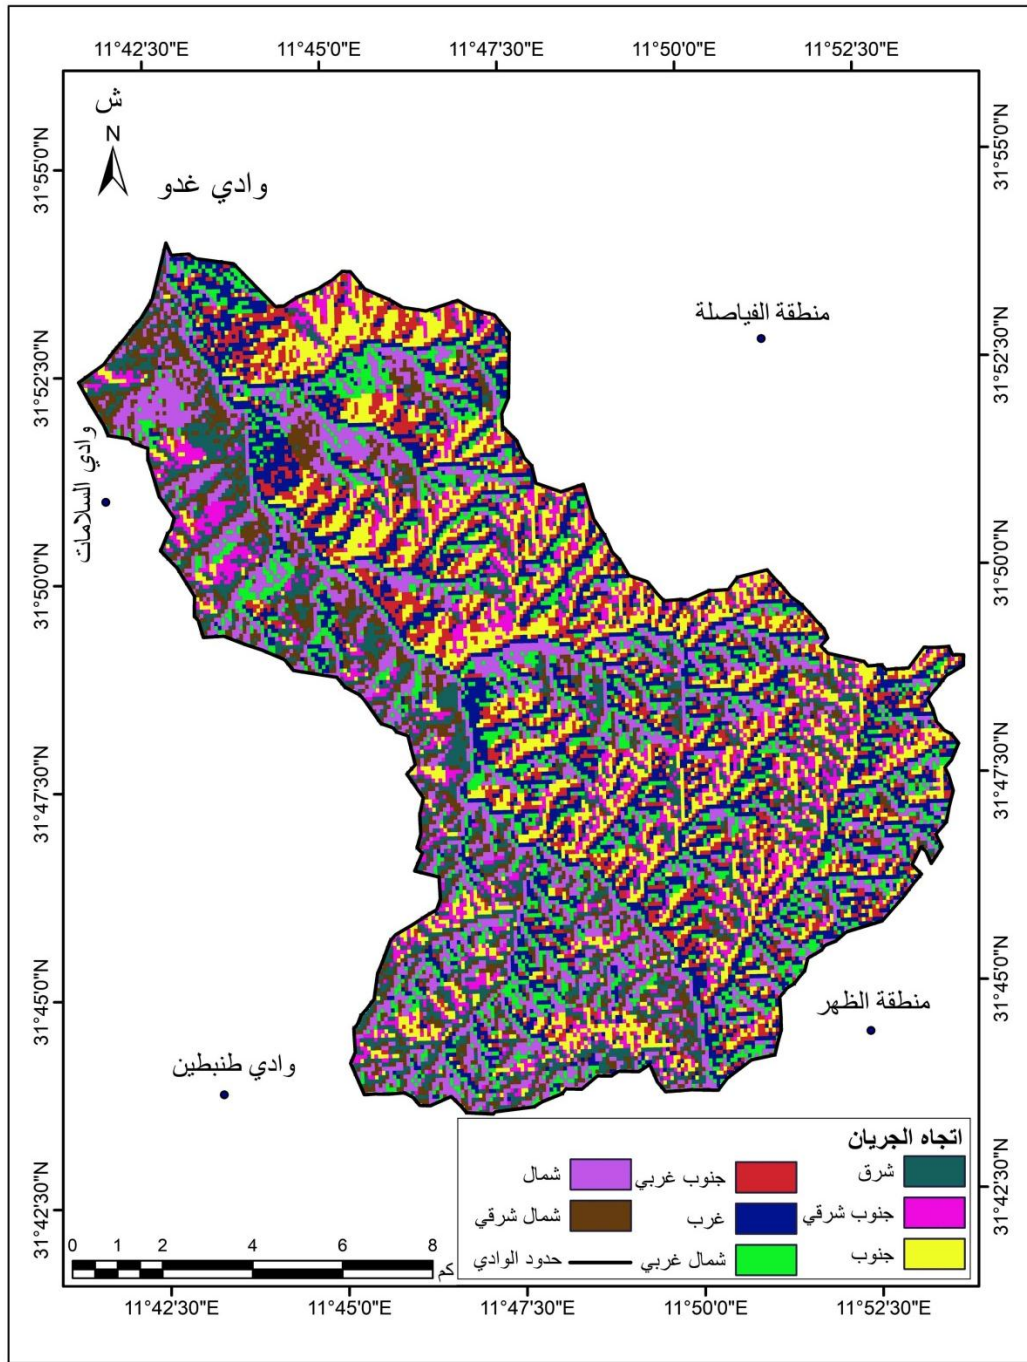 11°42'30"E 11°45'0"E 11°47'30"E 11°50'0"E 11°52'30"E
ش
N
وادي غدو
31°55'0"N
31°55'0"N
منطقة الفياصلة
31°52'30"N
31°52'30"N
وادي السلامات
31°50'0"N
31°50'0"N
31°47'30"N
31°47'30"N
31°45'0"N
31°45'0"N
منطقة الظهر
وادي طنبطين
31°42'30"N
31°42'30"N
اتجاه الجريان
شرق
جنوب شرقي
جنوب
جنوب غربي
غرب
شمال غربي
شمال
شمال شرقي
حدود الوادي
0 1 2 4 6 8
كم
11°42'30"E 11°45'0"E 11°47'30"E 11°50'0"E 11°52'30"E